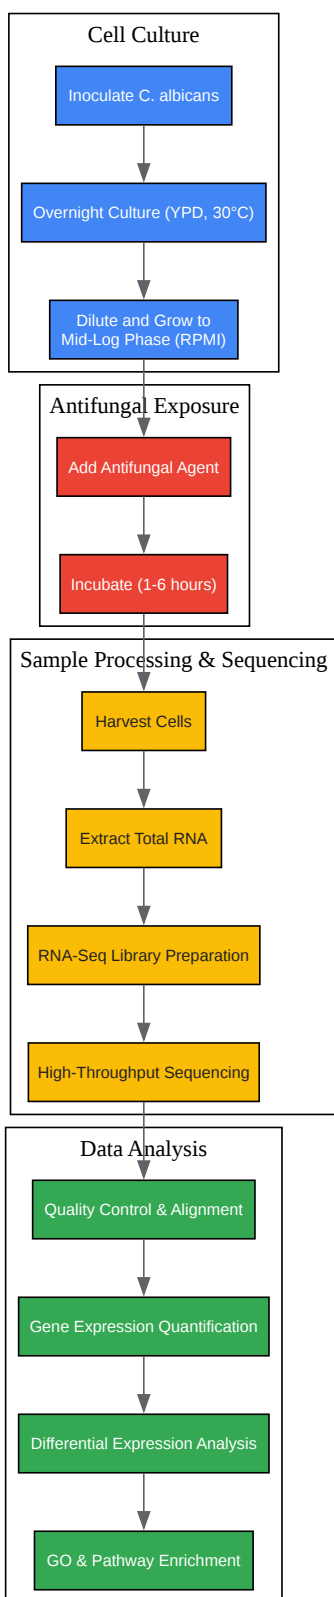 Cell Culture
Inoculate C. albicans
Overnight Culture (YPD, 30°C)
Dilute and Grow to
Mid-Log Phase (RPMI)
Antifungal Exposure
Add Antifungal Agent
Incubate (1-6 hours)
Sample Processing & Sequencing
Harvest Cells
Extract Total RNA
RNA-Seq Library Preparation
High-Throughput Sequencing
Data Analysis
Quality Control & Alignment
Gene Expression Quantification
Differential Expression Analysis
GO & Pathway Enrichment